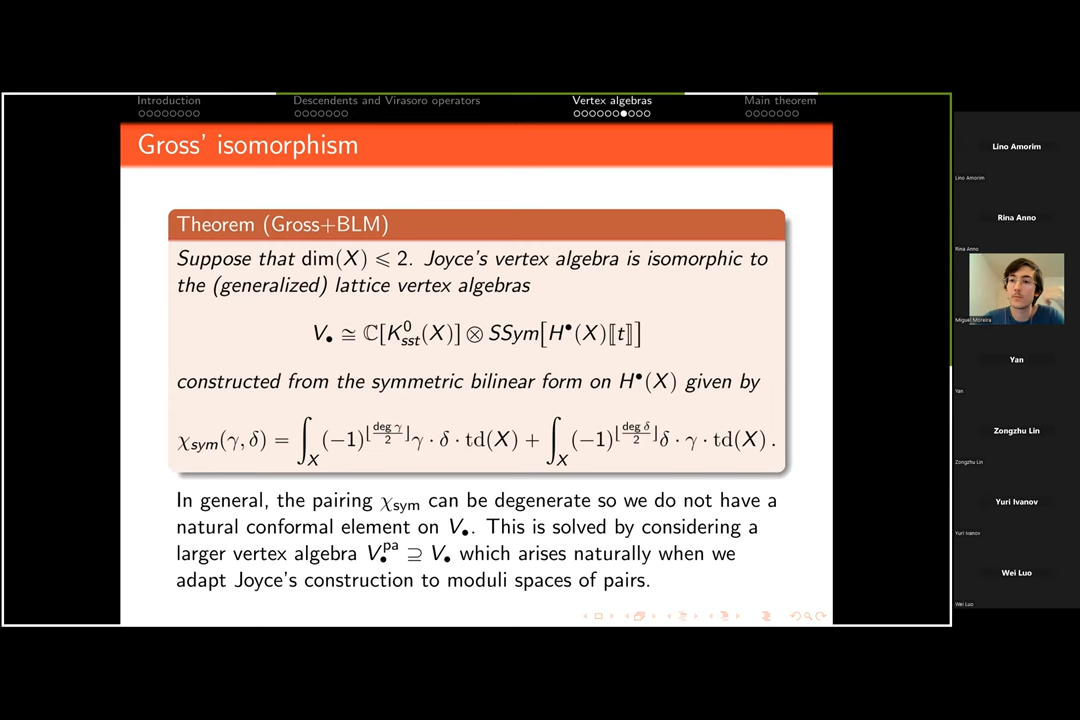 Introduction
Descendents and Virasoro operators
Vertex algebras
Main theorem
Gross' isomorphism
Theorem (Gross+BLM)
Suppose that dim(X) ⩽ 2. Joyce's vertex algebra is isomorphic to
the (generalized) lattice vertex algebras
V• ≅ ℂ[K⁰_sst(X)] ⊗ SSym[H•(X)⟦t⟧]
constructed from the symmetric bilinear form on H•(X) given by
χ_sym(γ, δ) = ∫_X (−1)^{⌊deg γ/2⌋} γ · δ · td(X) + ∫_X (−1)^{⌊deg δ/2⌋} δ · γ · td(X) .
In general, the pairing χ_sym can be degenerate so we do not have a
natural conformal element on V•. This is solved by considering a
larger vertex algebra V•^pa ⊇ V• which arises naturally when we
adapt Joyce's construction to moduli spaces of pairs.
Lino Amorim
Lino Amorim
Rina Anno
Rina Anno
Miguel Moreira
Yan
Yan
Zongzhu Lin
Zongzhu Lin
Yuri Ivanov
Yuri Ivanov
Wei Luo
Wei Luo